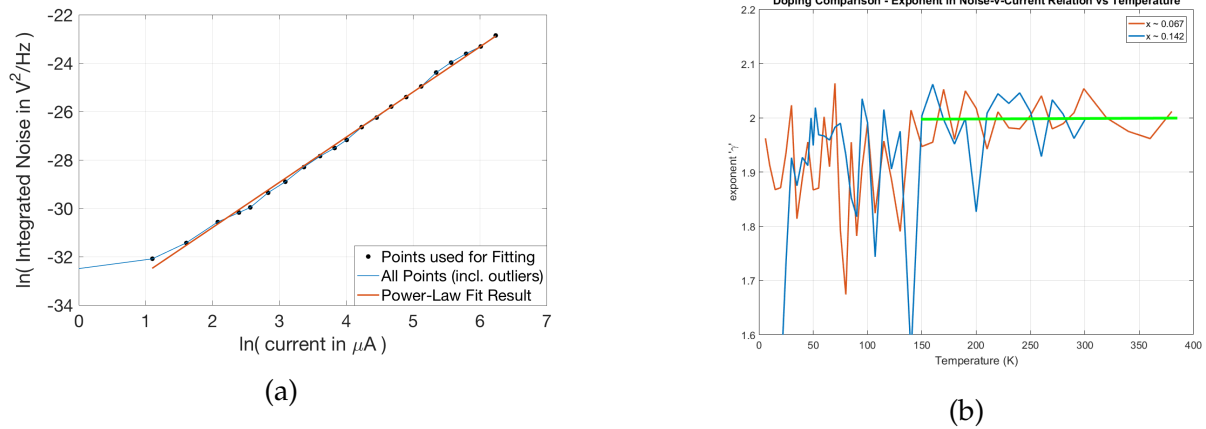 ln( Integrated Noise in V²/Hz )
-22
-24
-26
-28
-30
-32
-34
0 1 2 3 4 5 6 7
ln( current in μA )
Points used for Fitting
All Points (incl. outliers)
Power-Law Fit Result
(a)
Doping Comparison - Exponent in Noise-v-Current Relation vs Temperature
exponent 'γ'
2.2
2.1
2
1.9
1.8
1.7
1.6
0 50 100 150 200 250 300 350 400
Temperature (K)
x ~ 0.067
x ~ 0.142
(b)